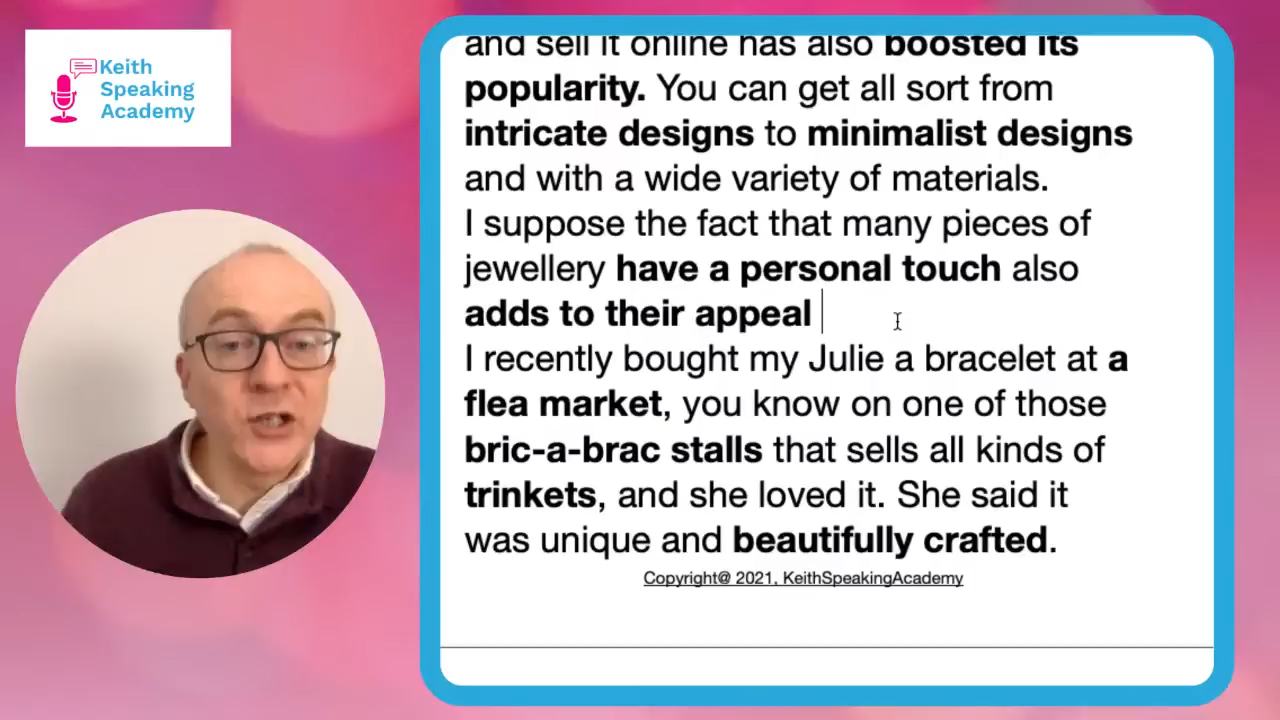 Keith
Speaking
Academy
and sell it online has also boosted its
popularity. You can get all sort from
intricate designs to minimalist designs
and with a wide variety of materials.
I suppose the fact that many pieces of
jewellery have a personal touch also
adds to their appeal
I recently bought my Julie a bracelet at a
flea market, you know on one of those
bric-a-brac stalls that sells all kinds of
trinkets, and she loved it. She said it
was unique and beautifully crafted.
Copyright@ 2021, KeithSpeakingAcademy